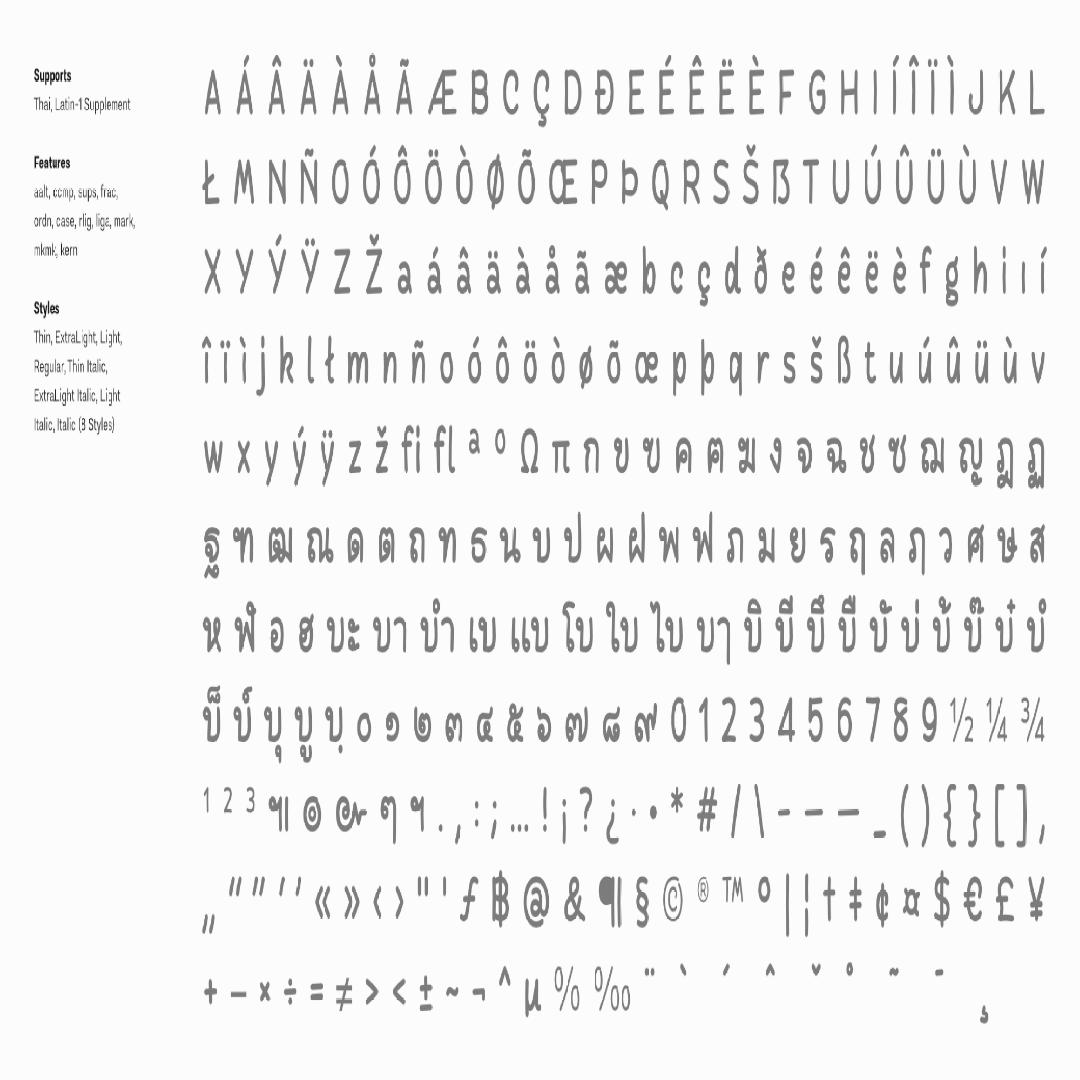 Supports
Thai, Latin-1 Supplement
Features
aalt, ccmp, sups, frac,
ordn, case, rlig, liga, mark,
mkmk, kern
Styles
Thin, ExtraLight, Light,
Regular, Thin Italic,
ExtraLight Italic, Light
Italic, Italic (8 Styles)
A Á Â Ä À Å Ã Æ B C Ç D Ð E É Ê Ë È F G H I Í Î Ï Ì J K L
Ł M N Ñ O Ó Ô Ö Ò Ø Õ Œ P Þ Q R S Š ẞ T U Ú Û Ü Ù V W
X Y Ý Ÿ Z Ž a á â ä à å ã æ b c ç d ð e é ê ë è f g h i ı í
î ï ì j k l ł m n ñ o ó ô ö ò ø õ œ p þ q r s š ß t u ú û ü ù v
w x y ý ÿ z ž fi fl ª º Ω π ก ข ฃ ค ฅ ฆ ง จ ฉ ช ซ ฌ ญ ฎ ฏ
ฐ ฑ ฒ ณ ด ต ถ ท ธ น บ ป ผ ฝ พ ฟ ภ ม ย ร ฤ ล ฦ ว ศ ษ ส
ห ฬ อ ฮ บะ บา บำ เบ แบ โบ ใบ ไบ บๅ บิ บี บึ บื บั บ่ บ้ บ๊ บ๋ บํ
บ็ บ์ บุ บู บฺ ๐ ๑ ๒ ๓ ๔ ๕ ๖ ๗ ๘ ๙ 0 1 2 3 4 5 6 7 8 9 ½ ¼ ¾
¹ ² ³ ๚ ๏ ๛ ๆ ฯ . , : ; … ! ¡ ? ¿ · • * # / \ - – — _ ( ) { } [ ] ‚
„ “ ” ‘ ’ « » ‹ › " ' ƒ ฿ @ & ¶ § © ® ™ ° | ¦ † ‡ ¢ ¤ $ € £ ¥
+ − × ÷ = ≠ > < ± ~ ¬ ^ µ % ‰ ¨ ` ´ ^ ˇ ˚ ˜ ¯ ¸